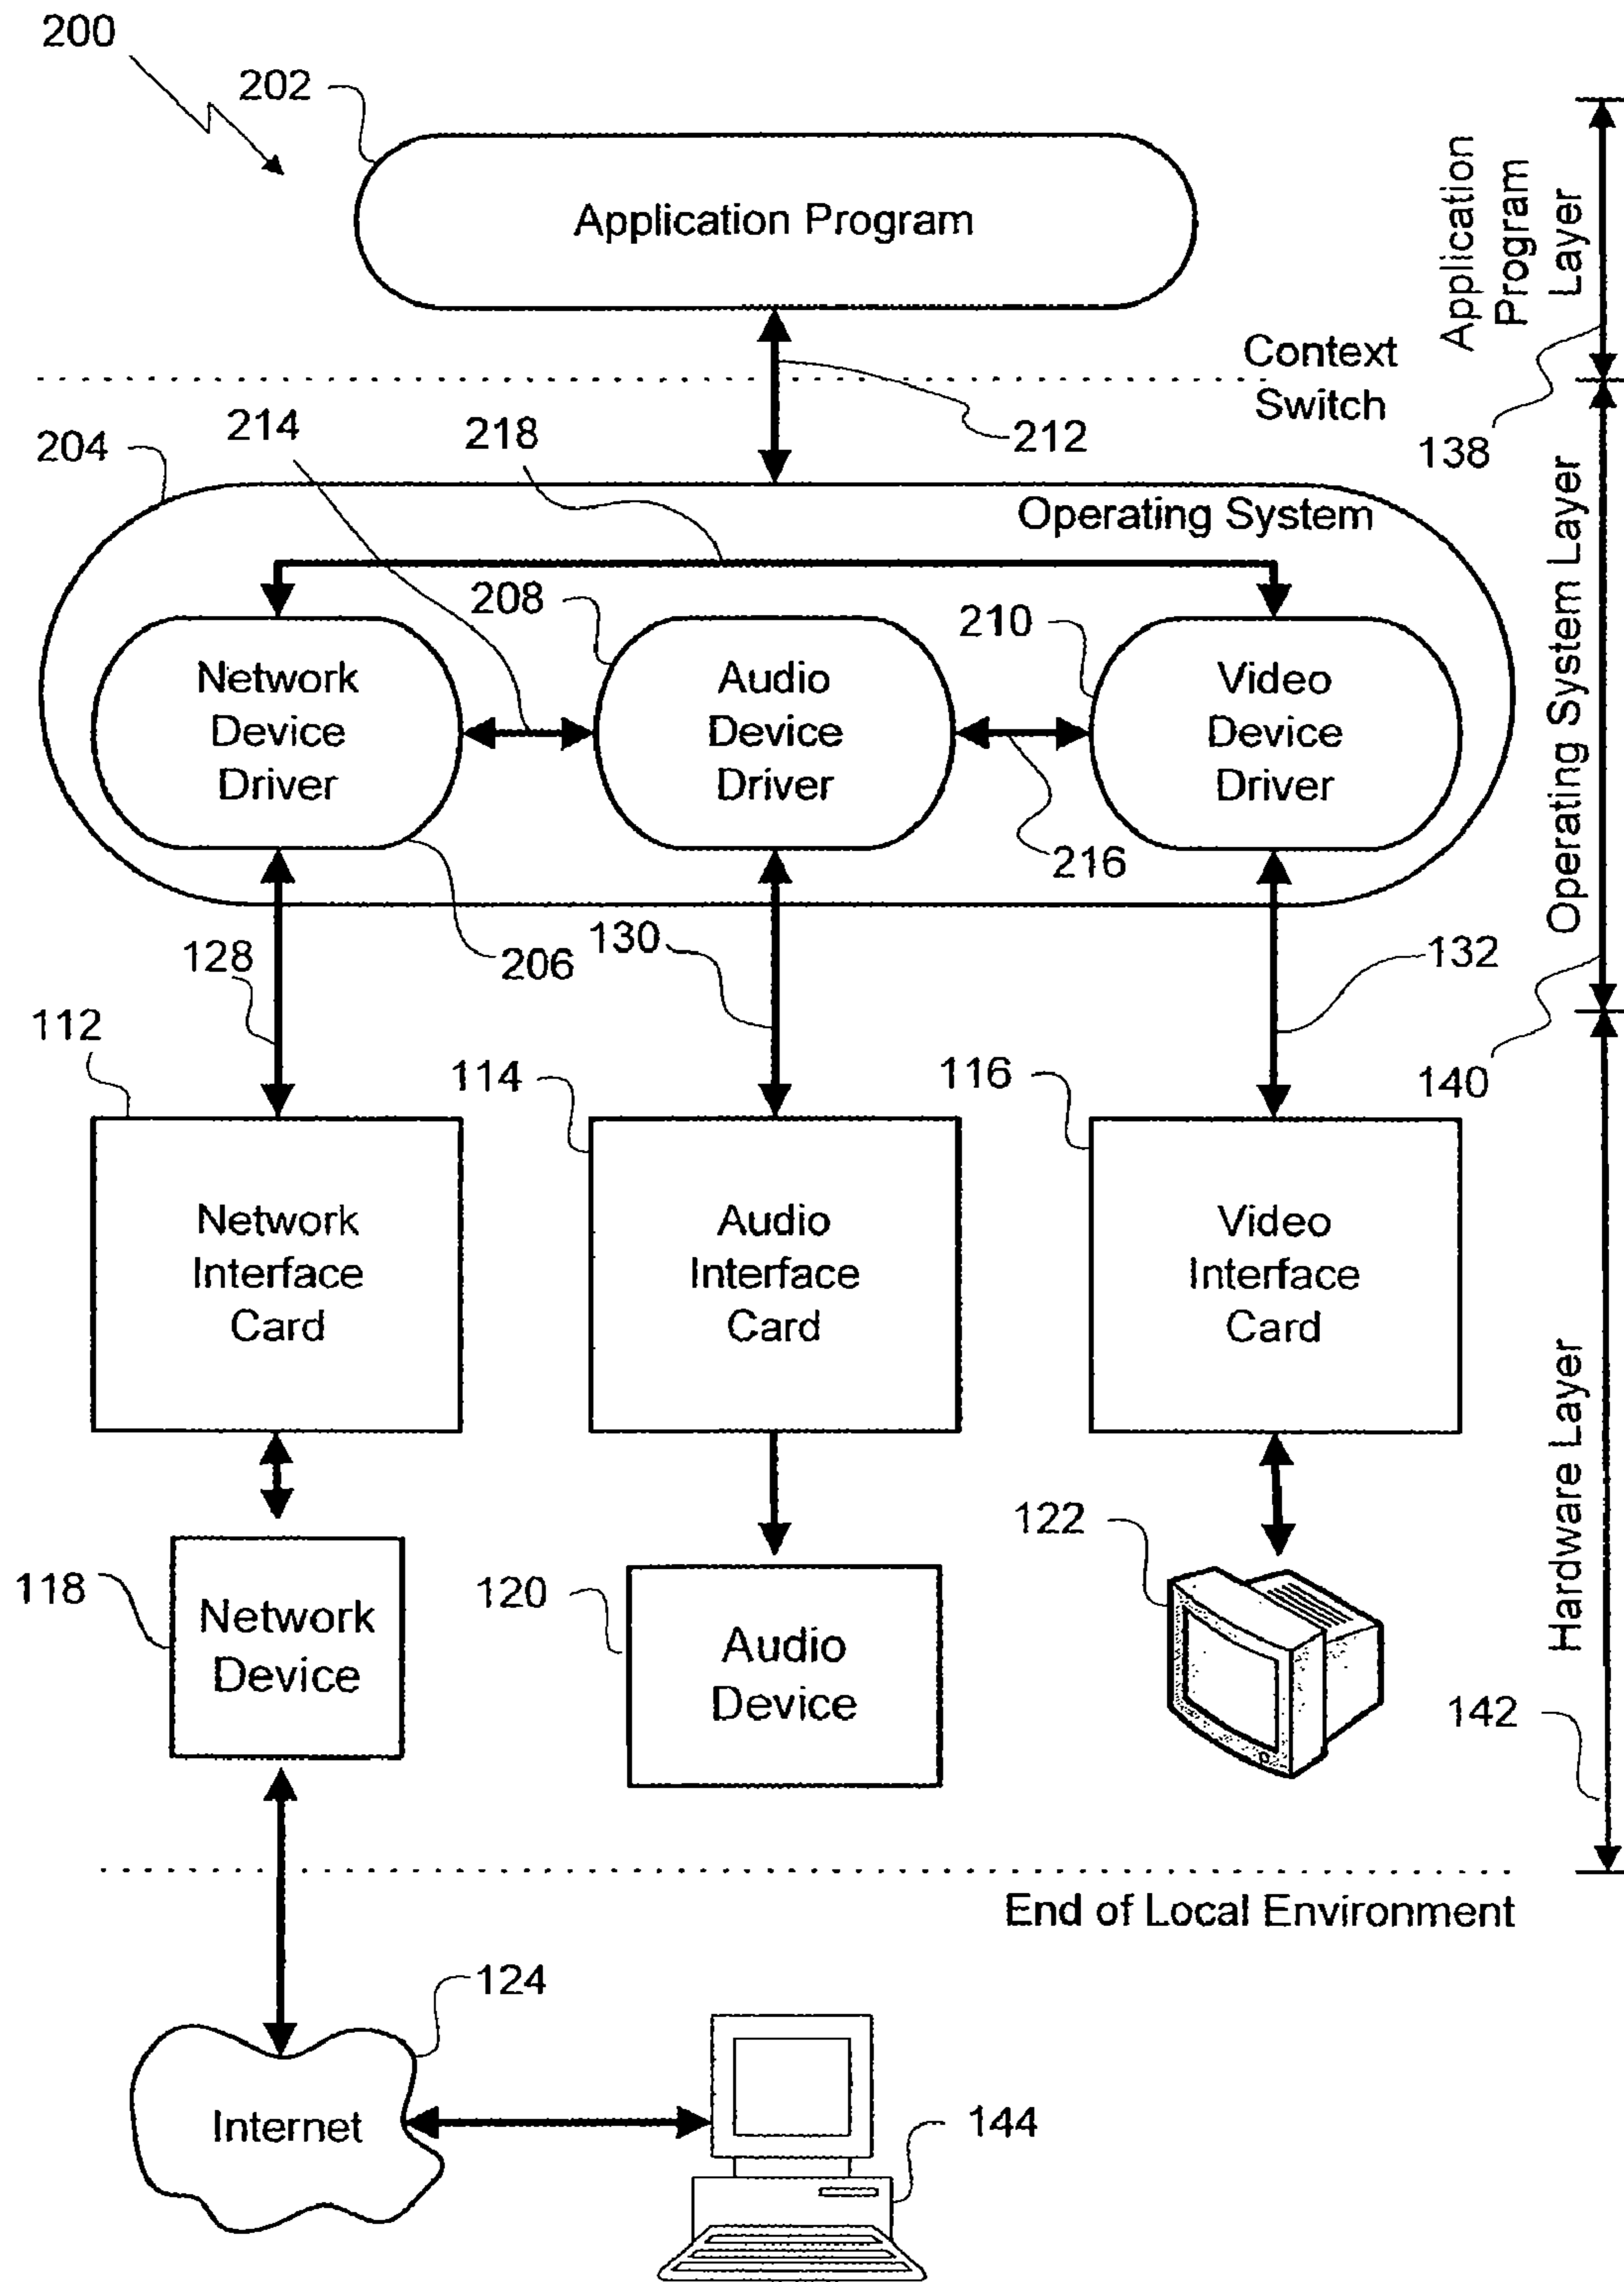 200
202
Application Program
Application
Program
Layer
Context
Switch
138
212
214
218
204
Operating System
208
210
Network
Device
Driver
Audio
Device
Driver
Video
Device
Driver
216
206
Operating System Layer
128
130
132
140
112
114
116
Network
Interface
Card
Audio
Interface
Card
Video
Interface
Card
Hardware Layer
118
Network
Device
120
Audio
Device
122
142
End of Local Environment
124
Internet
144